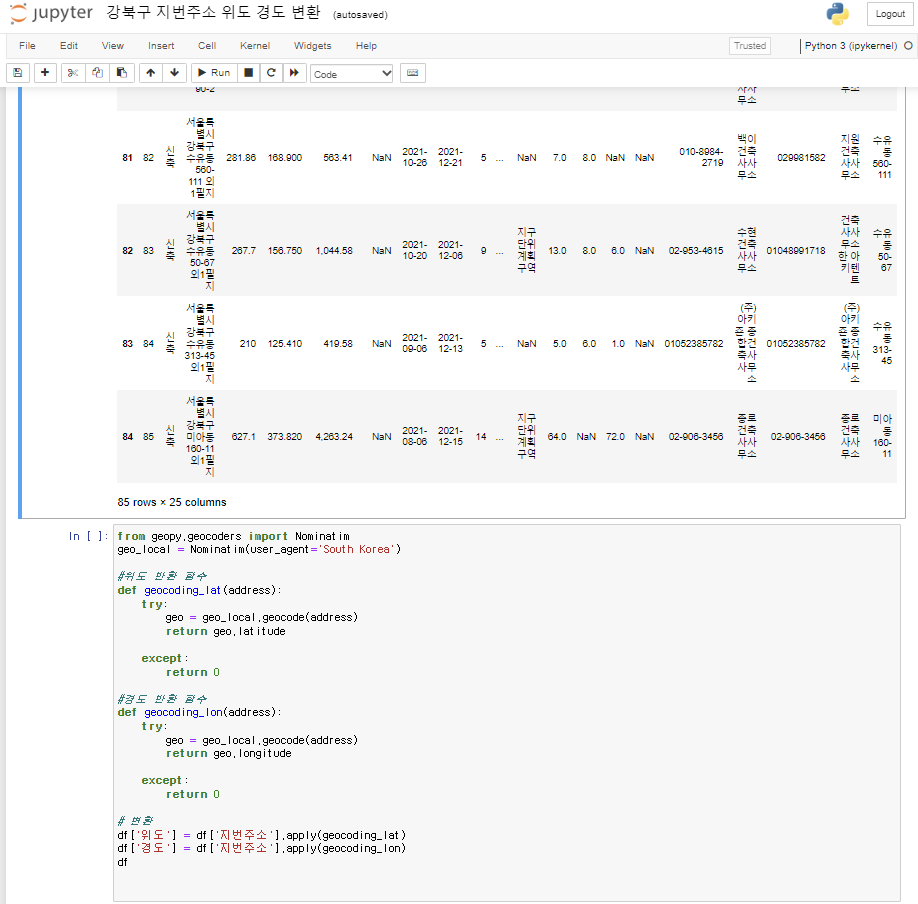 jupyter 강북구 지번주소 위도 경도 변환 (autosaved)
Logout
File Edit View Insert Cell Kernel Widgets Help Trusted Python 3 (ipykernel)
Run Code
90-2 사사 무소 무소
81 82 신축 서울특별시 강북구 수유동 560-111 외 1필지 281.86 168.900 563.41 NaN 2021-10-26 2021-12-21 5 ... NaN 7.0 8.0 NaN NaN 010-8984-2719 백이건축사사무소 029981582 지원건축사사무소 수유동 560-111
82 83 신축 서울특별시 강북구 수유동 50-67 외1필지 267.7 156.750 1,044.58 NaN 2021-10-20 2021-12-06 9 ... 지구단위계획구역 13.0 8.0 6.0 NaN 02-953-4615 수현건축사사무소 01048991718 건축사사무소 한 아키텐트 수유동 50-67
83 84 신축 서울특별시 강북구 수유동 313-45 외1필지 210 125.410 419.58 NaN 2021-09-06 2021-12-13 5 ... NaN 5.0 6.0 1.0 NaN 01052385782 (주)아키죤 종합건축사사무소 01052385782 (주)아키죤 종합건축사사무소 수유동 313-45
84 85 신축 서울특별시 강북구 미아동 160-11 외1필지 627.1 373.820 4,263.24 NaN 2021-08-06 2021-12-15 14 ... 지구단위계획구역 64.0 NaN 72.0 NaN 02-906-3456 종로건축사사무소 02-906-3456 종로건축사사무소 미아동 160-11
85 rows × 25 columns
In [ ]: from geopy.geocoders import Nominatim
geo_local = Nominatim(user_agent='South Korea')
#위도 반환 함수
def geocoding_lat(address):
try:
geo = geo_local.geocode(address)
return geo.latitude
except:
return 0
#경도 반환 함수
def geocoding_lon(address):
try:
geo = geo_local.geocode(address)
return geo.longitude
except:
return 0
# 변환
df['위도'] = df['지번주소'].apply(geocoding_lat)
df['경도'] = df['지번주소'].apply(geocoding_lon)
df